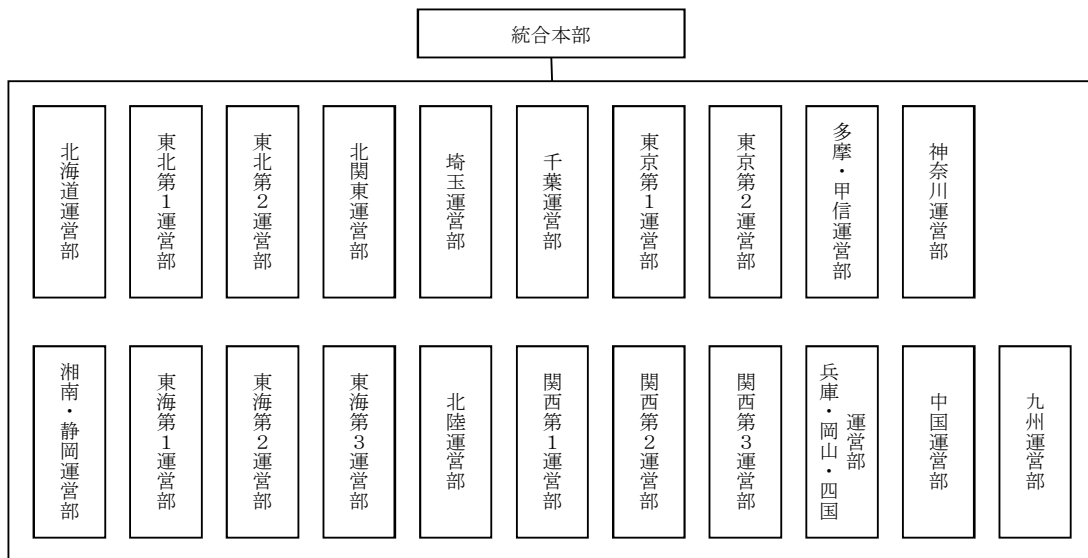 統合本部
北海道運営部
東北第1運営部
東北第2運営部
北関東運営部
埼玉運営部
千葉運営部
東京第1運営部
東京第2運営部
多摩・甲信運営部
神奈川運営部
湘南・静岡運営部
東海第1運営部
東海第2運営部
東海第3運営部
北陸運営部
関西第1運営部
関西第2運営部
関西第3運営部
兵庫・岡山・四国
運営部
中国運営部
九州運営部